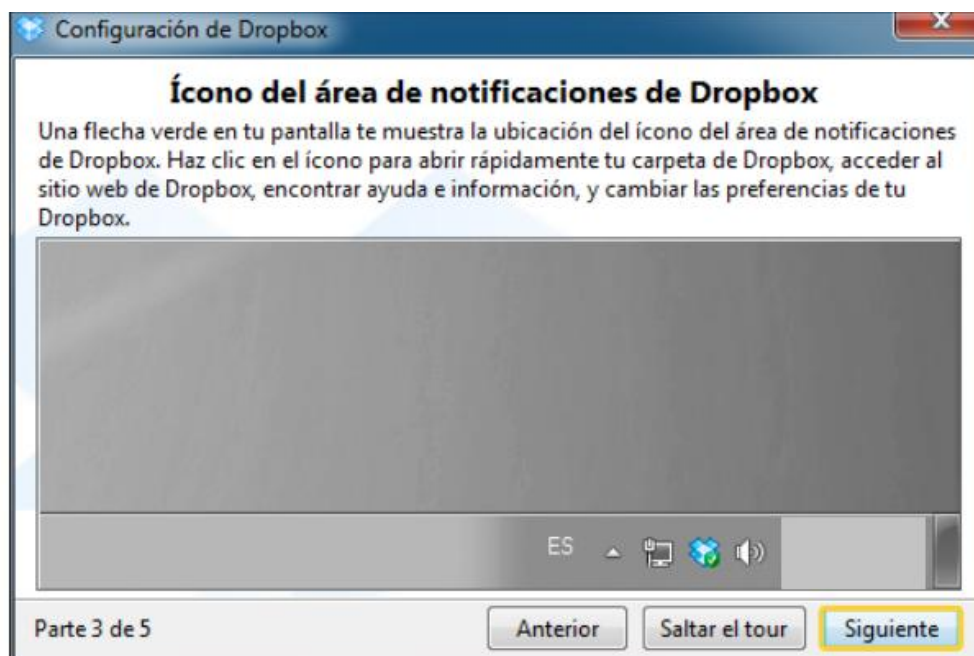 Configuración de Dropbox
Ícono del área de notificaciones de Dropbox
Una flecha verde en tu pantalla te muestra la ubicación del ícono del área de notificaciones
de Dropbox. Haz clic en el ícono para abrir rápidamente tu carpeta de Dropbox, acceder al
sitio web de Dropbox, encontrar ayuda e información, y cambiar las preferencias de tu
Dropbox.
ES
Parte 3 de 5 Anterior Saltar el tour Siguiente